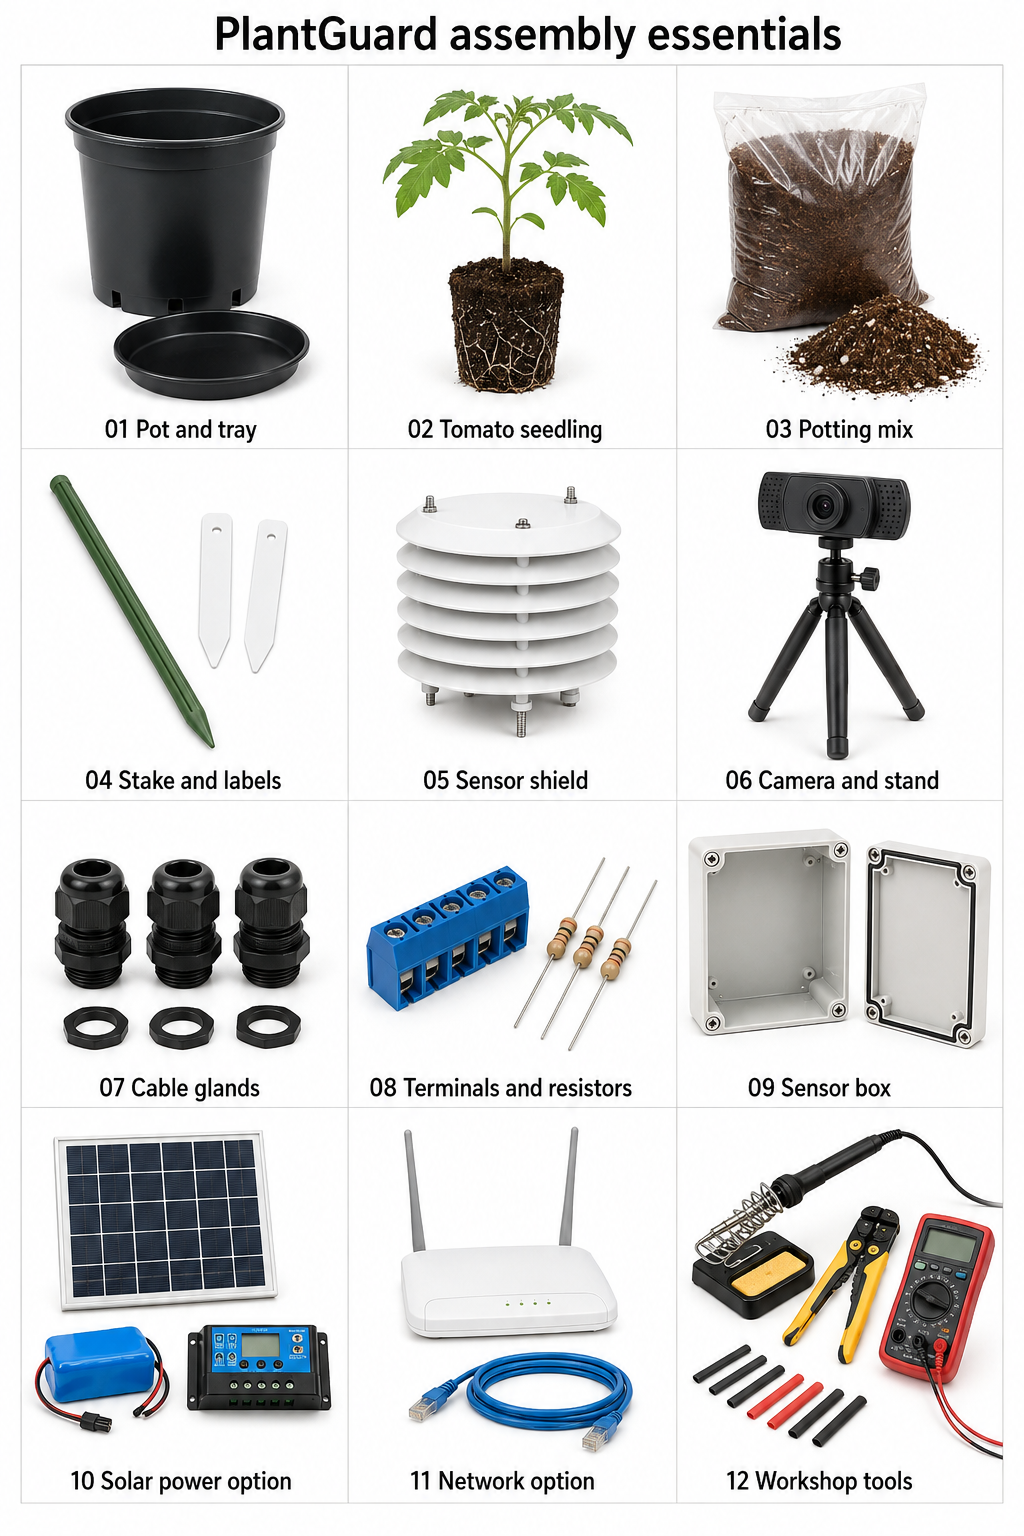 PlantGuard assembly essentials
01 Pot and tray
02 Tomato seedling
03 Potting mix
04 Stake and labels
05 Sensor shield
06 Camera and stand
07 Cable glands
08 Terminals and resistors
09 Sensor box
10 Solar power option
11 Network option
12 Workshop tools